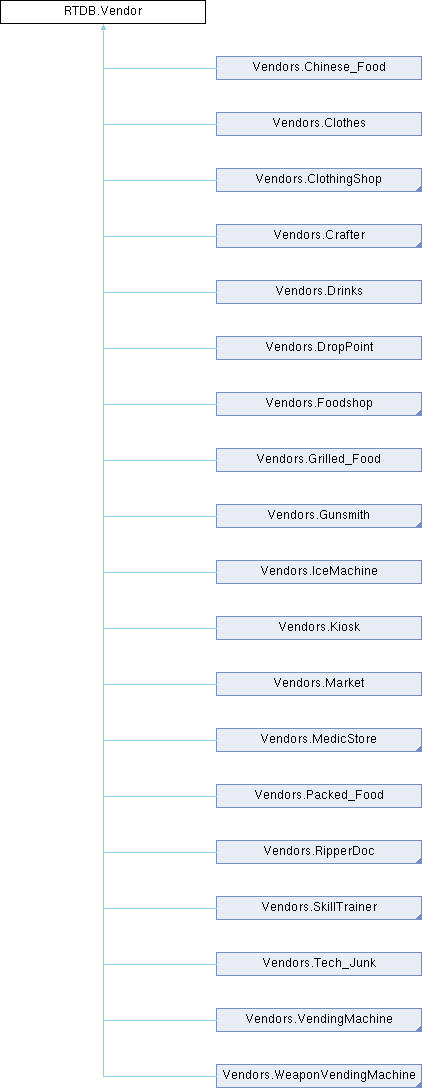 RTDB.Vendor
Vendors.Chinese_Food
Vendors.Clothes
Vendors.ClothingShop
Vendors.Crafter
Vendors.Drinks
Vendors.DropPoint
Vendors.Foodshop
Vendors.Grilled_Food
Vendors.Gunsmith
Vendors.IceMachine
Vendors.Kiosk
Vendors.Market
Vendors.MedicStore
Vendors.Packed_Food
Vendors.RipperDoc
Vendors.SkillTrainer
Vendors.Tech_Junk
Vendors.VendingMachine
Vendors.WeaponVendingMachine